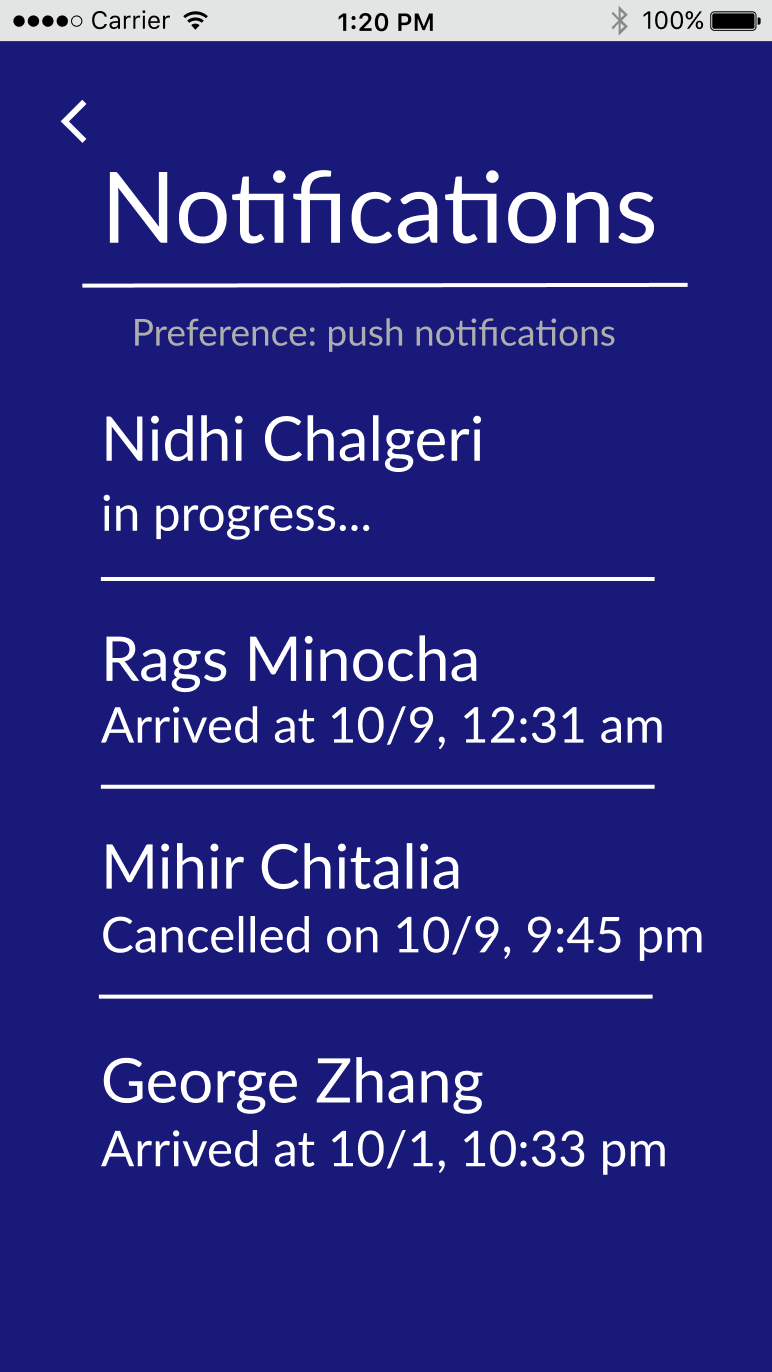 Carrier 1:20 PM 100%
Notifications
Preference: push notifications
Nidhi Chalgeri
in progress...
Rags Minocha
Arrived at 10/9, 12:31 am
Mihir Chitalia
Cancelled on 10/9, 9:45 pm
George Zhang
Arrived at 10/1, 10:33 pm